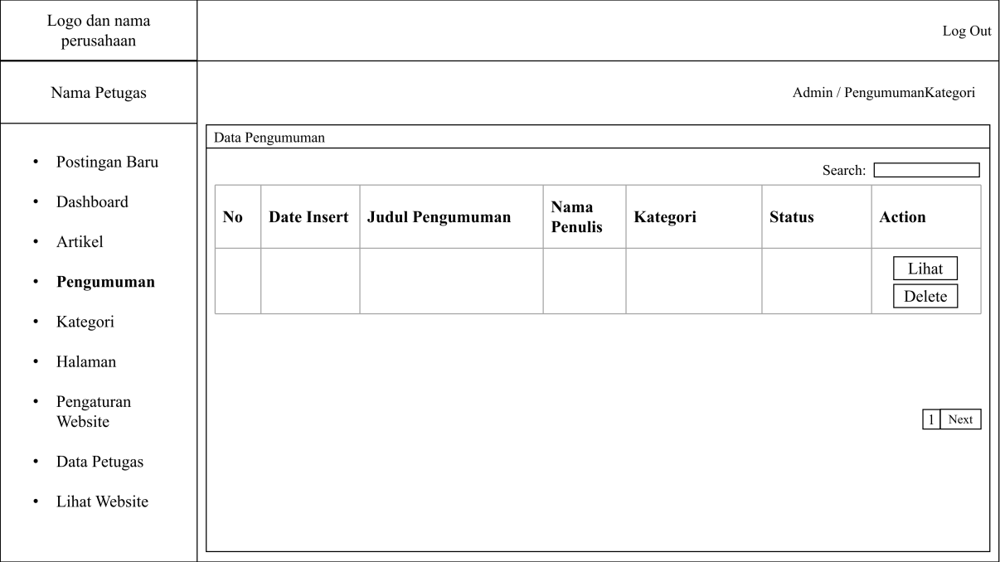 Logo dan nama
perusahaan
Log Out
Nama Petugas
Admin / PengumumanKategori
• Postingan Baru
• Dashboard
• Artikel
• Pengumuman
• Kategori
• Halaman
• Pengaturan
Website
• Data Petugas
• Lihat Website
Data Pengumuman
Search:
No Date Insert Judul Pengumuman Nama Penulis Kategori Status Action
Lihat
Delete
1 Next